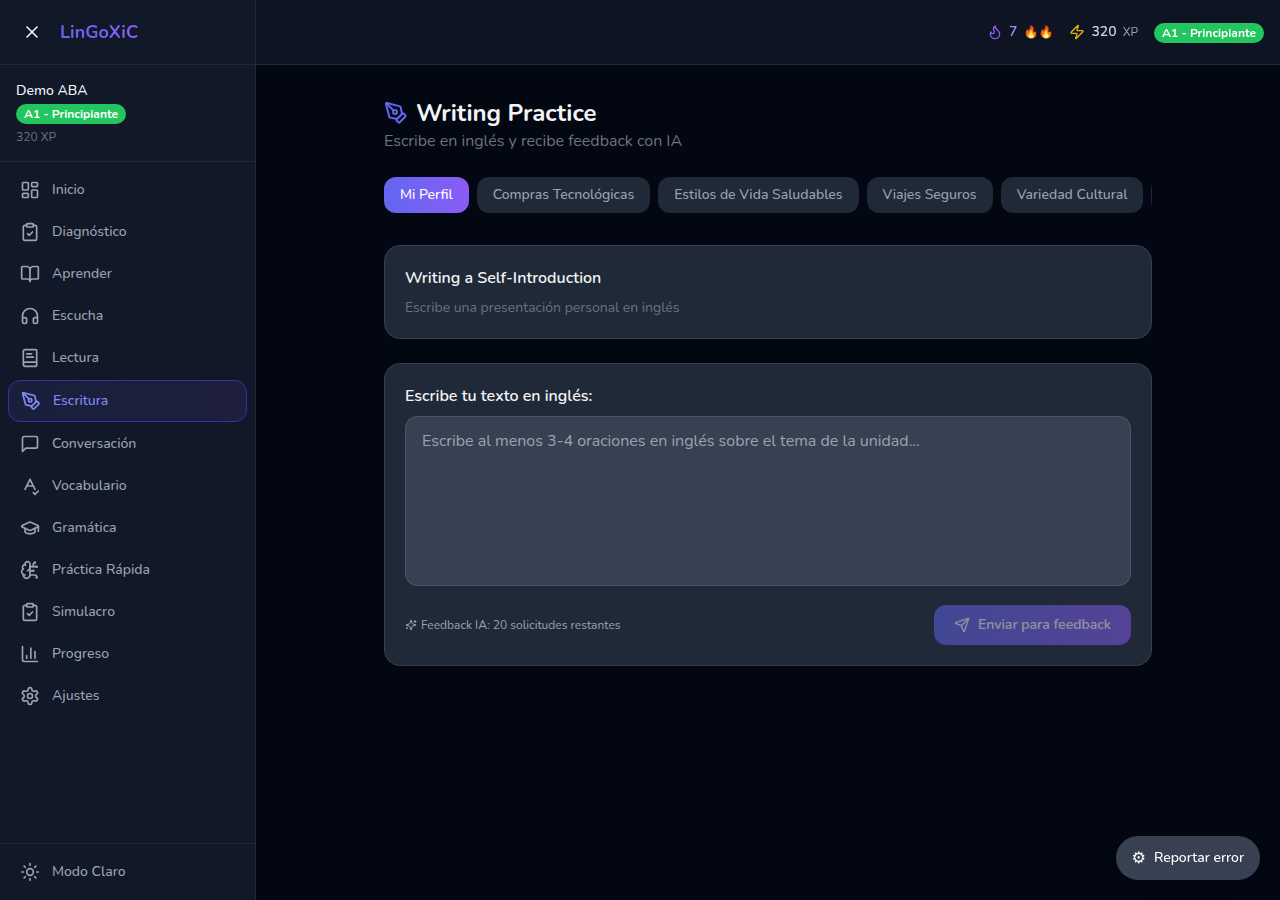 LinGoXiC
7 🔥🔥 320 XP A1 - Principiante
Demo ABA
A1 - Principiante
320 XP
Inicio
Diagnóstico
Aprender
Escucha
Lectura
Escritura
Conversación
Vocabulario
Gramática
Práctica Rápida
Simulacro
Progreso
Ajustes
Modo Claro
Writing Practice
Escribe en inglés y recibe feedback con IA
Mi Perfil Compras Tecnológicas Estilos de Vida Saludables Viajes Seguros Variedad Cultural
Writing a Self-Introduction
Escribe una presentación personal en inglés
Escribe tu texto en inglés:
Escribe al menos 3-4 oraciones en inglés sobre el tema de la unidad...
Feedback IA: 20 solicitudes restantes
Enviar para feedback
Reportar error